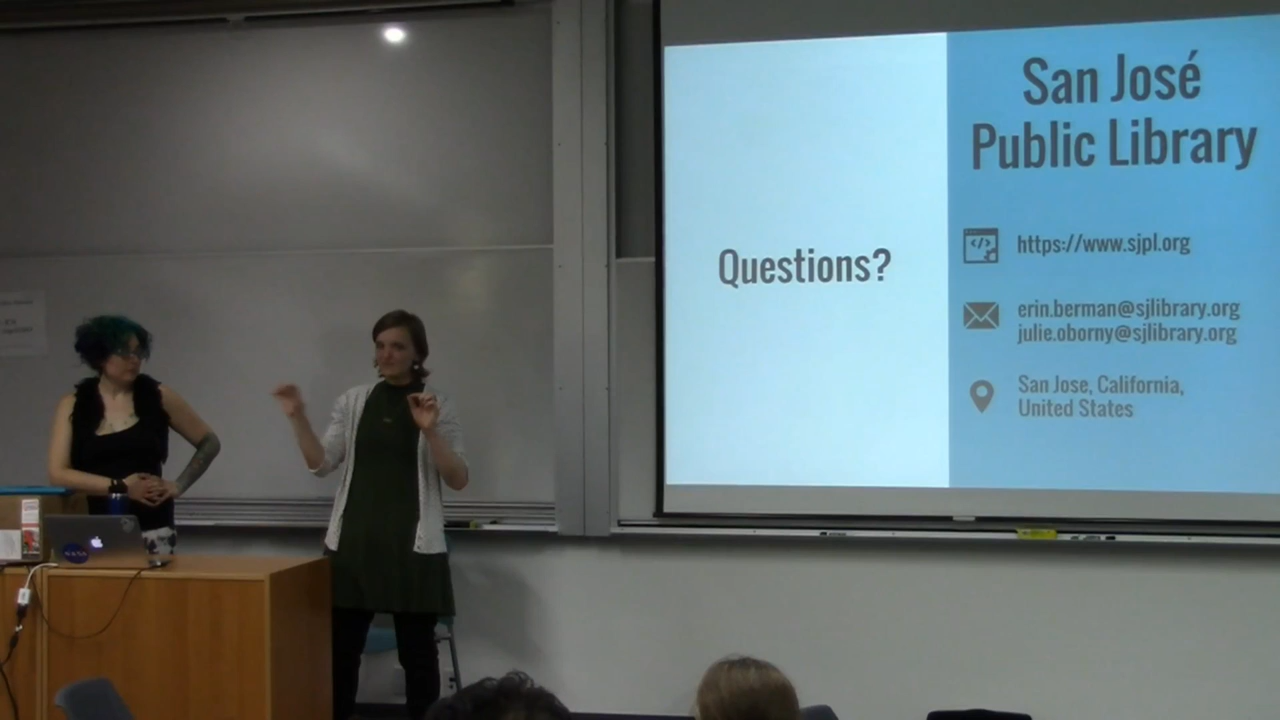 San José
Public Library
Questions?
https://www.sjpl.org
erin.berman@sjlibrary.org
julie.oborny@sjlibrary.org
San Jose, California,
United States
NASA